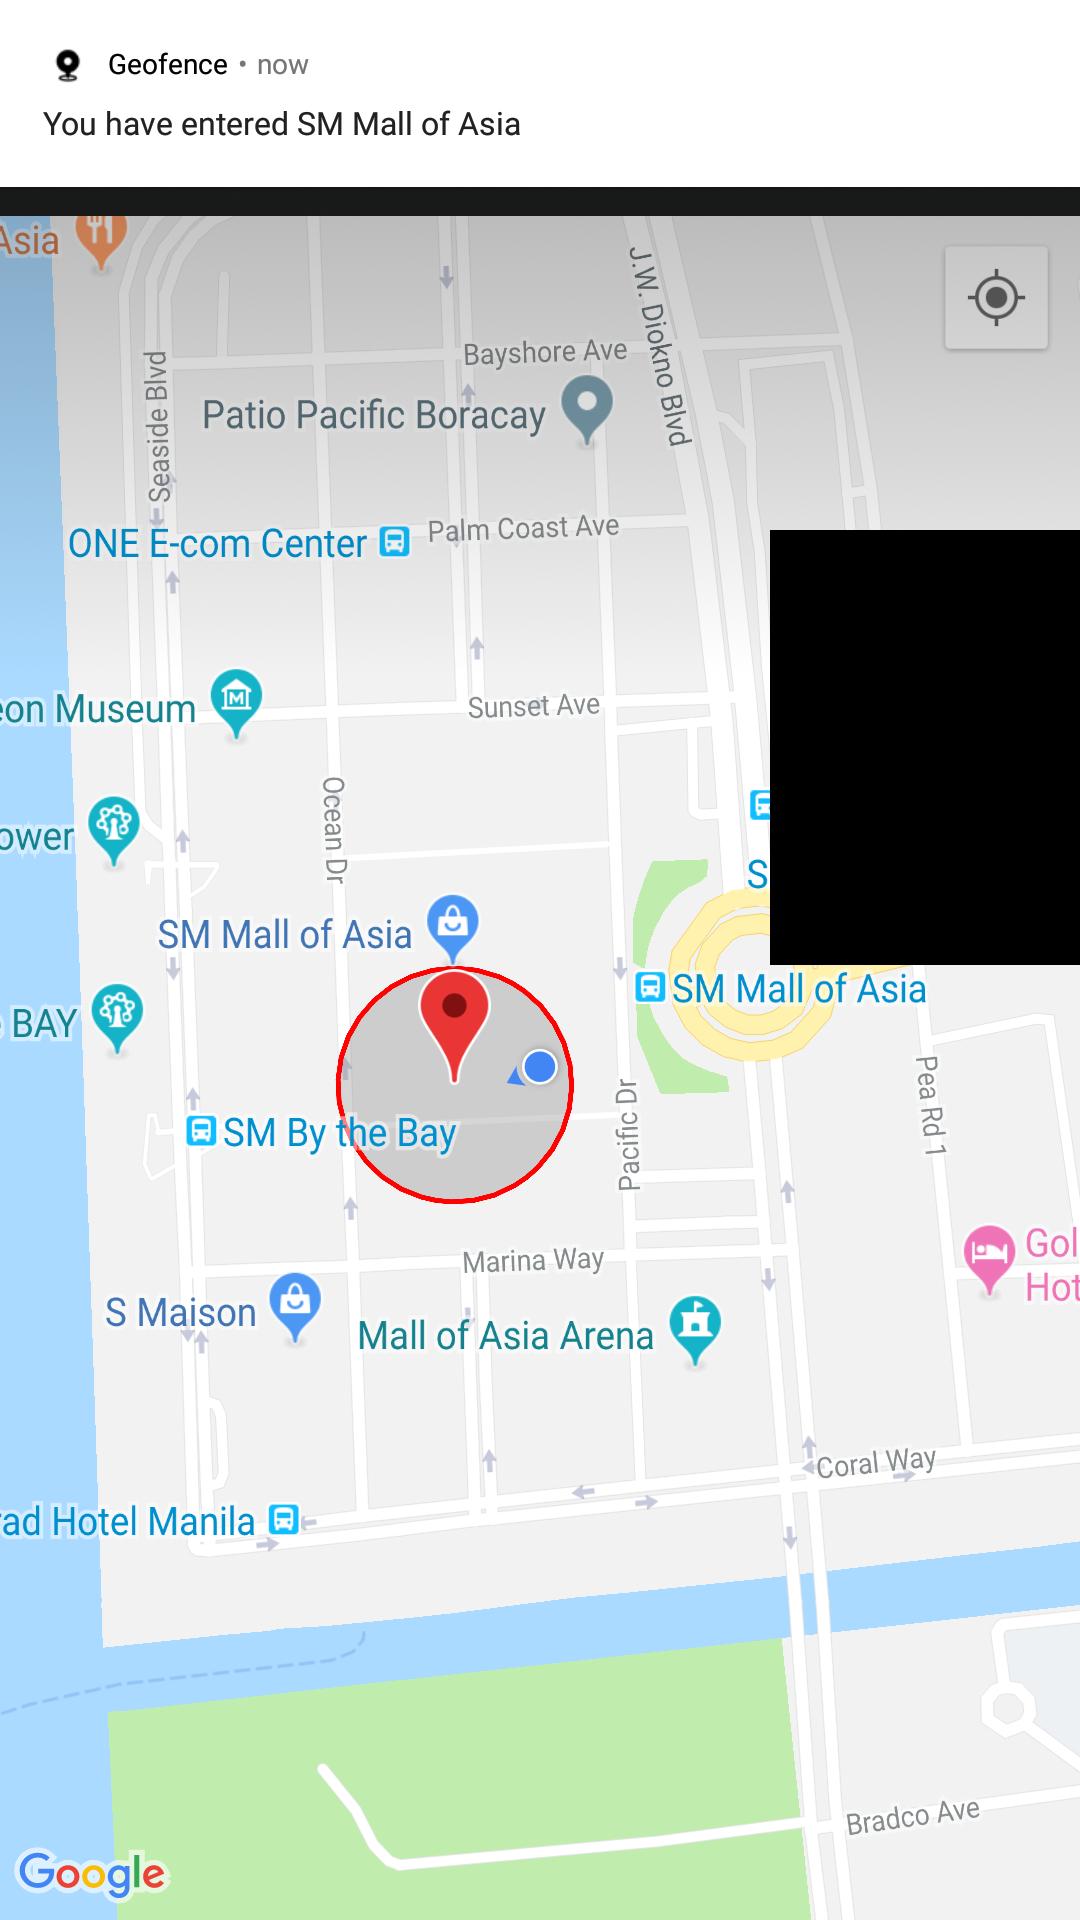 Geofence • now
You have entered SM Mall of Asia
Asia
J.W. Diokno Blvd
Bayshore Ave
Seaside Blvd
Patio Pacific Boracay
ONE E-com Center
Palm Coast Ave
eon Museum
Sunset Ave
Ocean Dr
ower
S
SM Mall of Asia
SM Mall of Asia
BAY
Pea Rd 1
Pacific Dr
SM By the Bay
Marina Way
Gol
Hot
S Maison
Mall of Asia Arena
Coral Way
rad Hotel Manila
Bradco Ave
Google